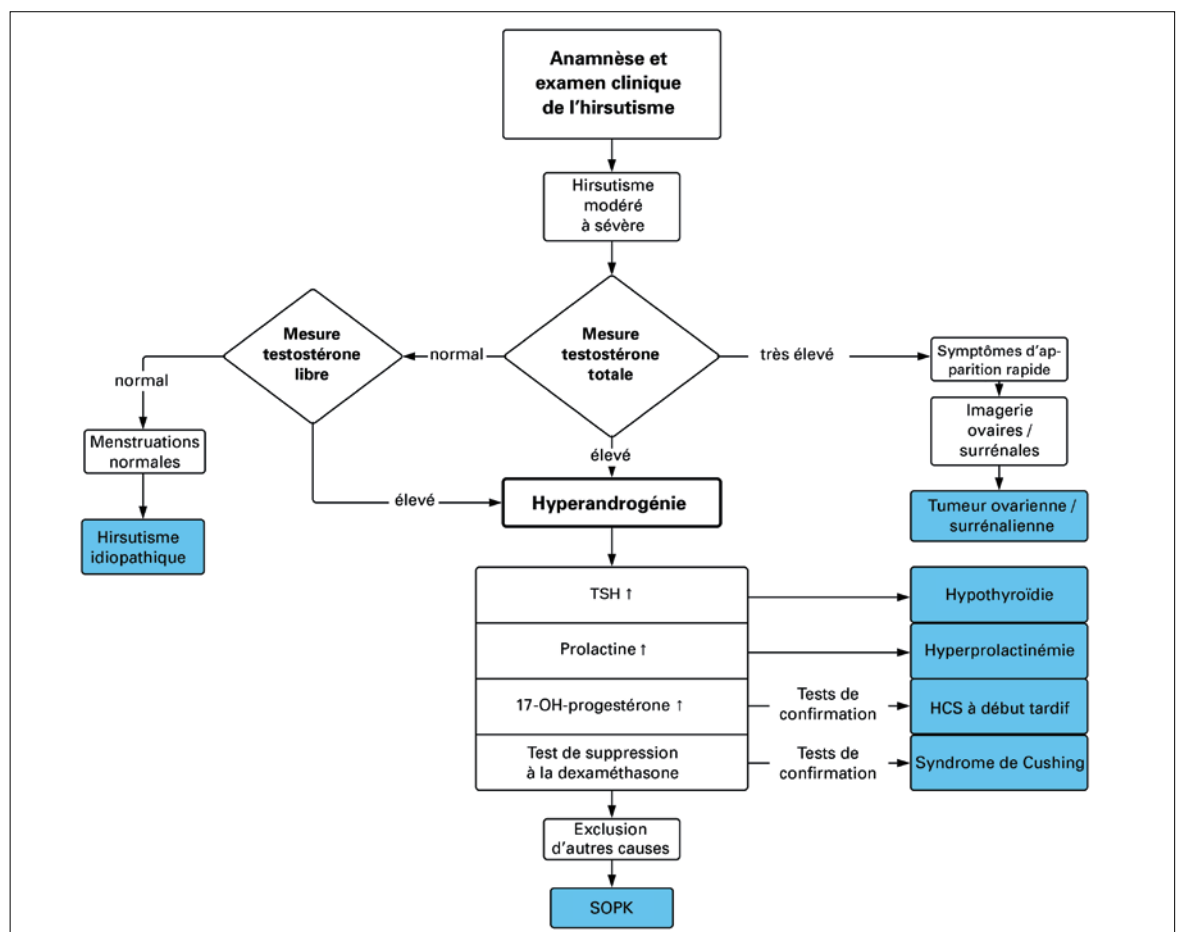 Anamnèse et
examen clinique
de l'hirsutisme
Hirsutisme
modéré
à sévère
Mesure
testostérone
libre
normal
Mesure
testostérone
totale
très élevé
Symptômes d'ap-
parition rapide
normal
Imagerie
ovaires /
surrénales
Menstruations
normales
élevé
élevé
Hyperandrogénie
Tumeur ovarienne /
surrénalienne
Hirsutisme
idiopathique
TSH ↑
Hypothyroïdie
Prolactine ↑
Hyperprolactinémie
17-OH-progestérone ↑
Tests de
confirmation
HCS à début tardif
Test de suppression
à la dexaméthasone
Tests de
confirmation
Syndrome de Cushing
Exclusion
d'autres causes
SOPK